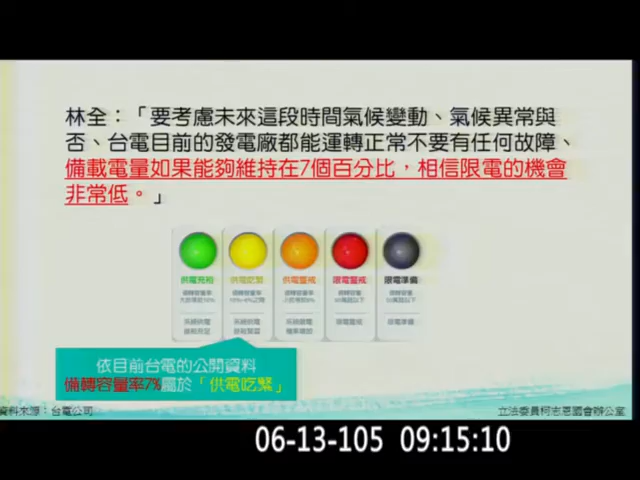 林全：「要考慮未來這段時間氣候變動、氣候異常與
否、台電目前的發電廠都能運轉正常不要有任何故障、
備載電量如果能夠維持在7個百分比，相信限電的機會
非常低。」
供電充裕 供電吃緊 供電警戒 限電警戒 限電準備
依目前台電的公開資料
備轉容量率7%屬於「供電吃緊」
資料來源：台電公司 立法委員柯志恩國會辦公室
06-13-105 09:15:10